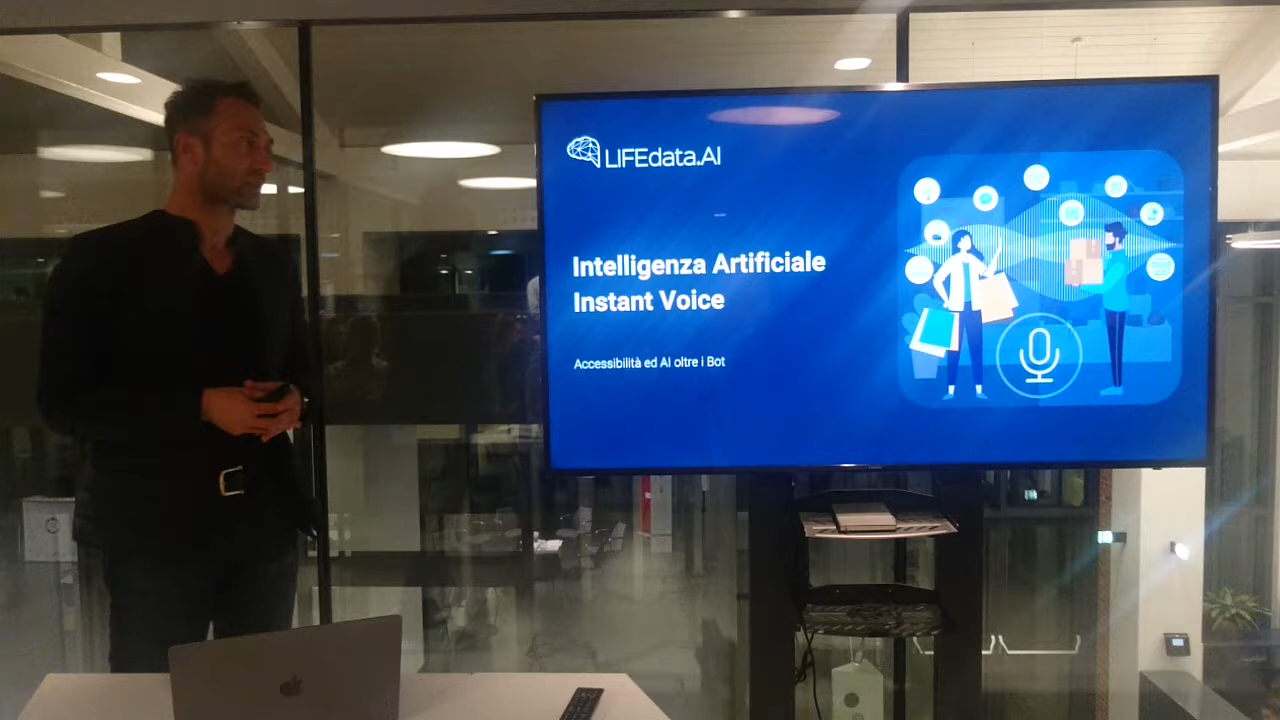 LIFEdata.AI
Intelligenza Artificiale
Instant Voice
Accessibilità ed AI oltre i Bot